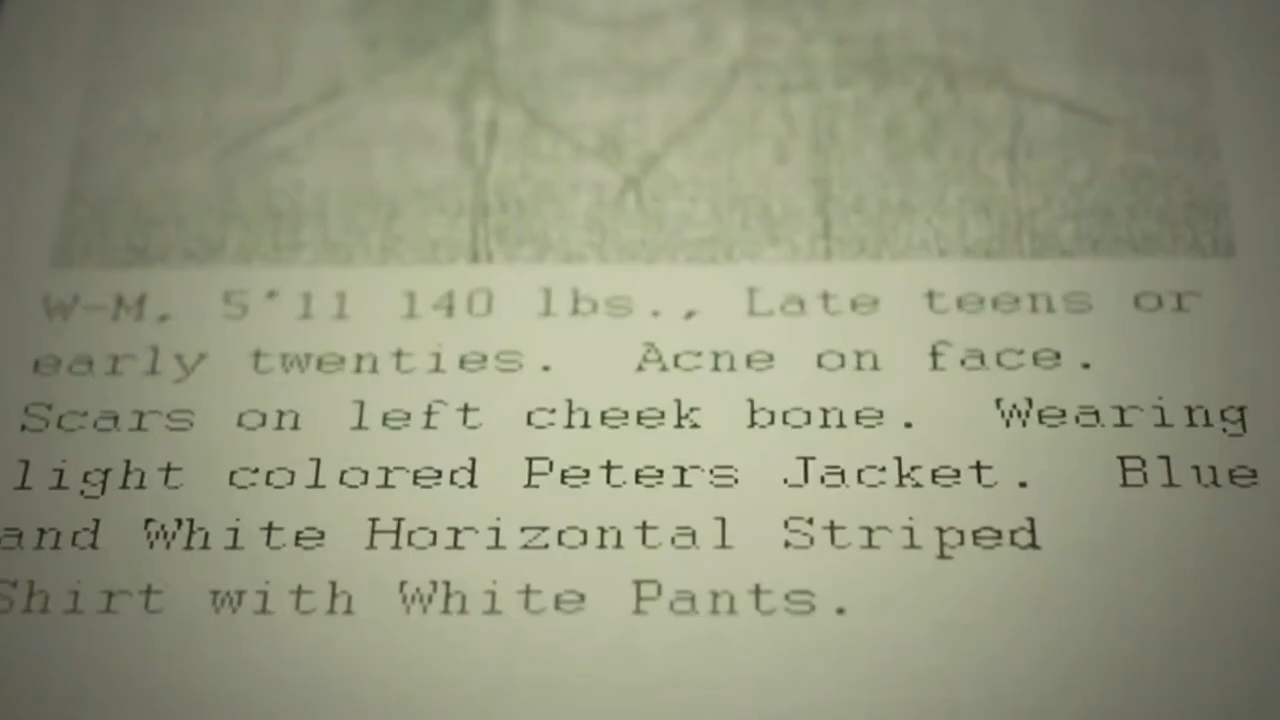 W-M, 5'11 140 lbs., Late teens or
early twenties. Acne on face.
Scars on left cheek bone. Wearing
light colored Peters Jacket. Blue
and White Horizontal Striped
Shirt with White Pants.